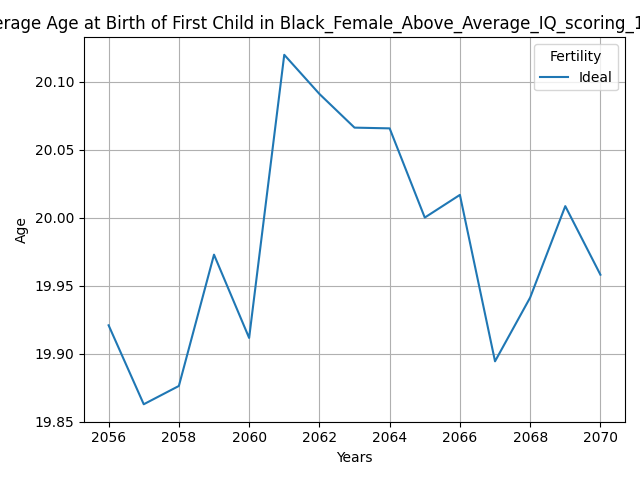 Average Age at Birth of First Child in Black_Female_Above_Average_IQ_scoring_1
Fertility
Ideal
20.10
20.05
20.00
19.95
19.90
19.85
Age
2056 2058 2060 2062 2064 2066 2068 2070
Years